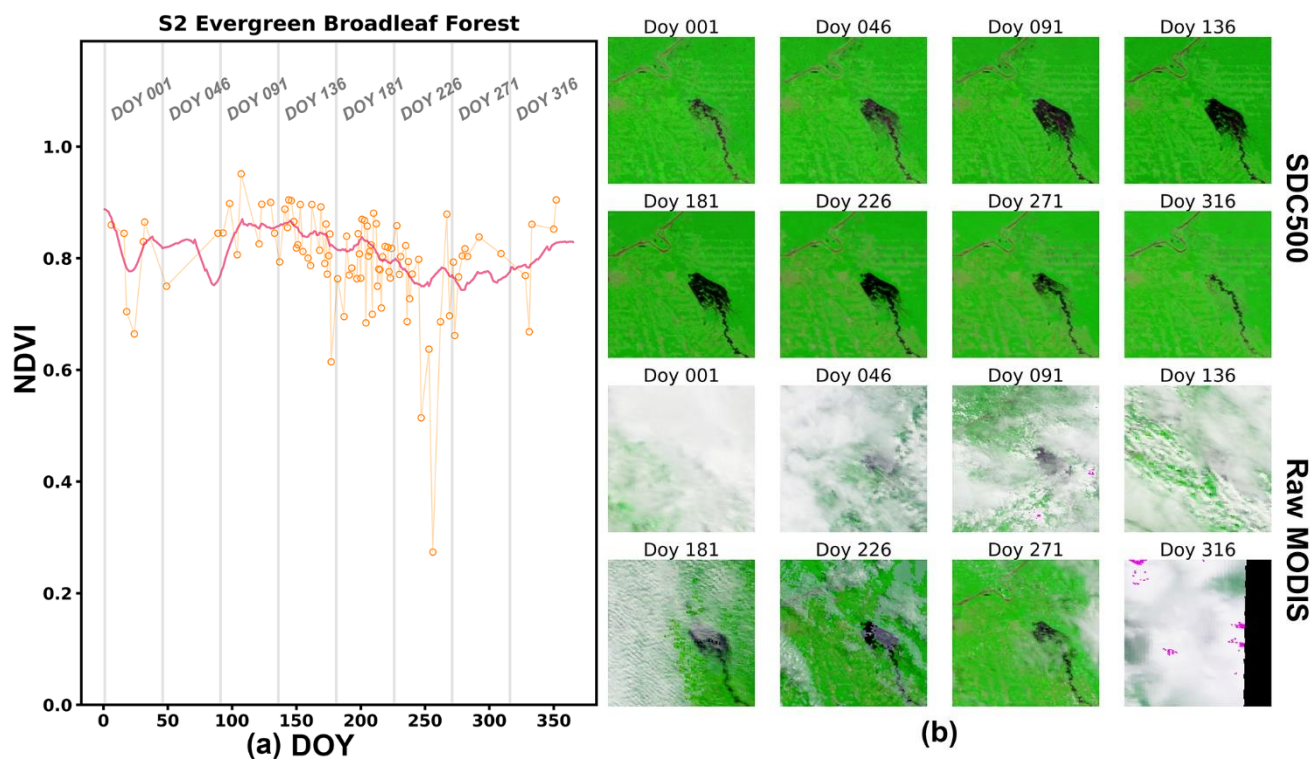 S2 Evergreen Broadleaf Forest
DOY 001 DOY 046 DOY 091 DOY 136 DOY 181 DOY 226 DOY 271 DOY 316
1.0
0.8
0.6
0.4
0.2
0.0
NDVI
0 50 100 150 200 250 300 350
(a) DOY
Doy 001 Doy 046 Doy 091 Doy 136
Doy 181 Doy 226 Doy 271 Doy 316
SDC500
Doy 001 Doy 046 Doy 091 Doy 136
Doy 181 Doy 226 Doy 271 Doy 316
Raw MODIS
(b)